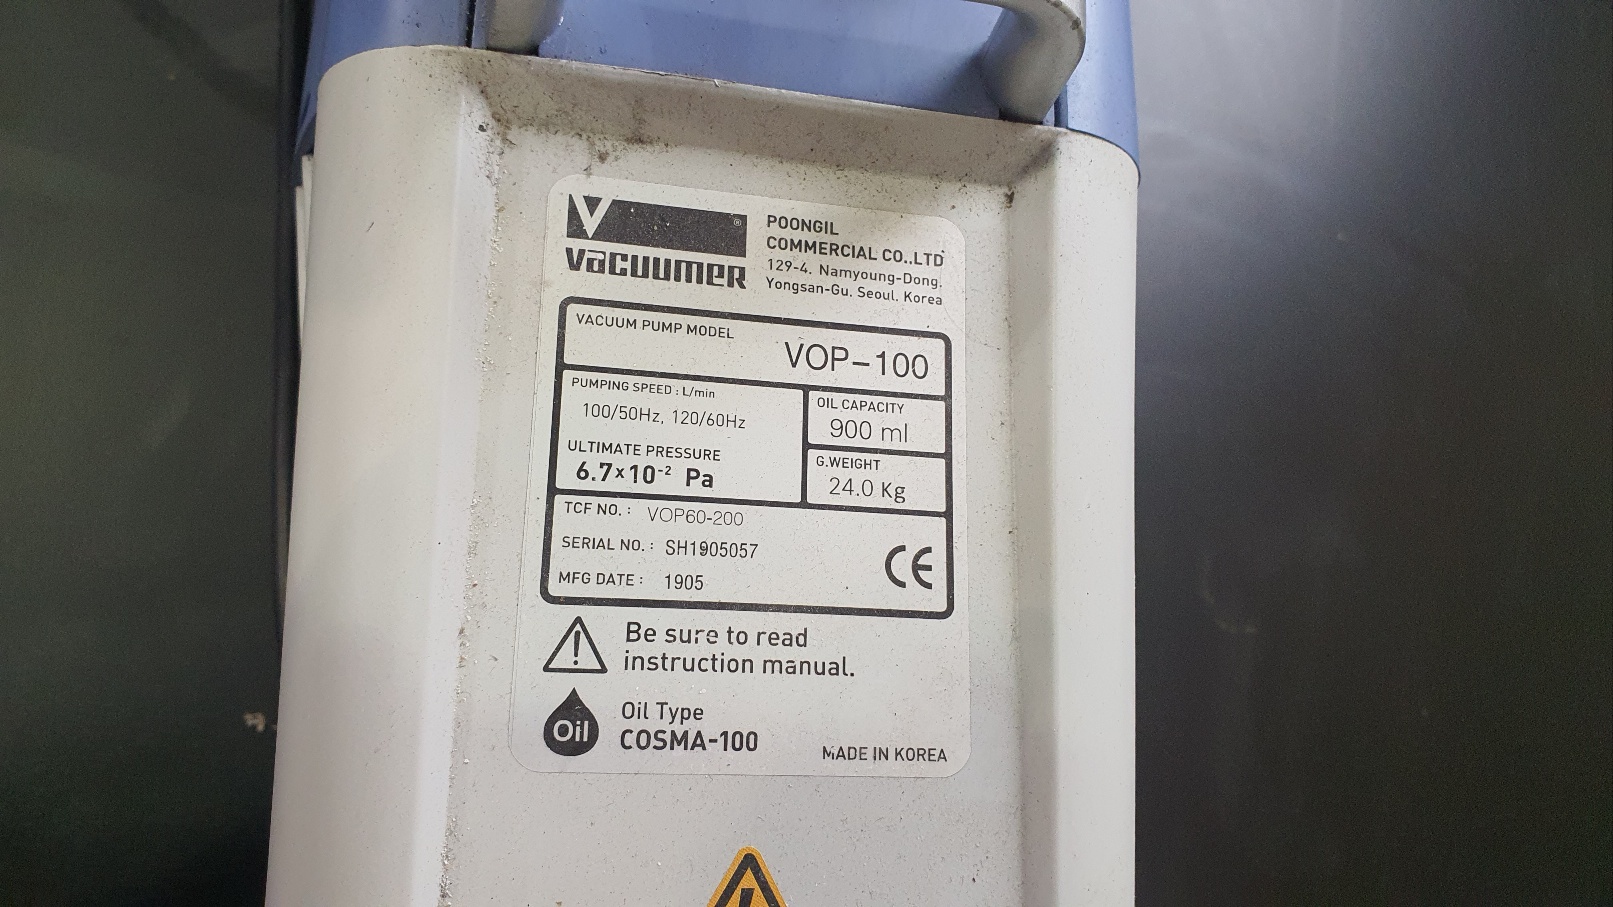 V ®
VACUUMER
POONGIL
COMMERCIAL CO.,LTD
129-4, Namyoung-Dong,
Yongsan-Gu, Seoul, Korea
VACUUM PUMP MODEL
VOP-100
PUMPING SPEED : L/min
100/50Hz, 120/60Hz
ULTIMATE PRESSURE
6.7×10⁻² Pa
OIL CAPACITY
900 ml
G.WEIGHT
24.0 Kg
TCF NO. : VOP60-200
SERIAL NO. : SH1905057
MFG DATE : 1905
CE
Be sure to read
instruction manual.
Oil
Oil Type
COSMA-100
MADE IN KOREA